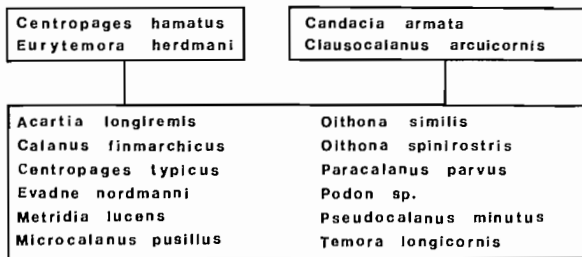 Centropages hamatus
Eurytemora herdmani
Candacia armata
Clausocalanus arcuicornis
Acartia longiremis
Calanus finmarchicus
Centropages typicus
Evadne nordmanni
Metridia lucens
Microcalanus pusillus
Oithona similis
Oithona spinirostris
Paracalanus parvus
Podon sp.
Pseudocalanus minutus
Temora longicornis